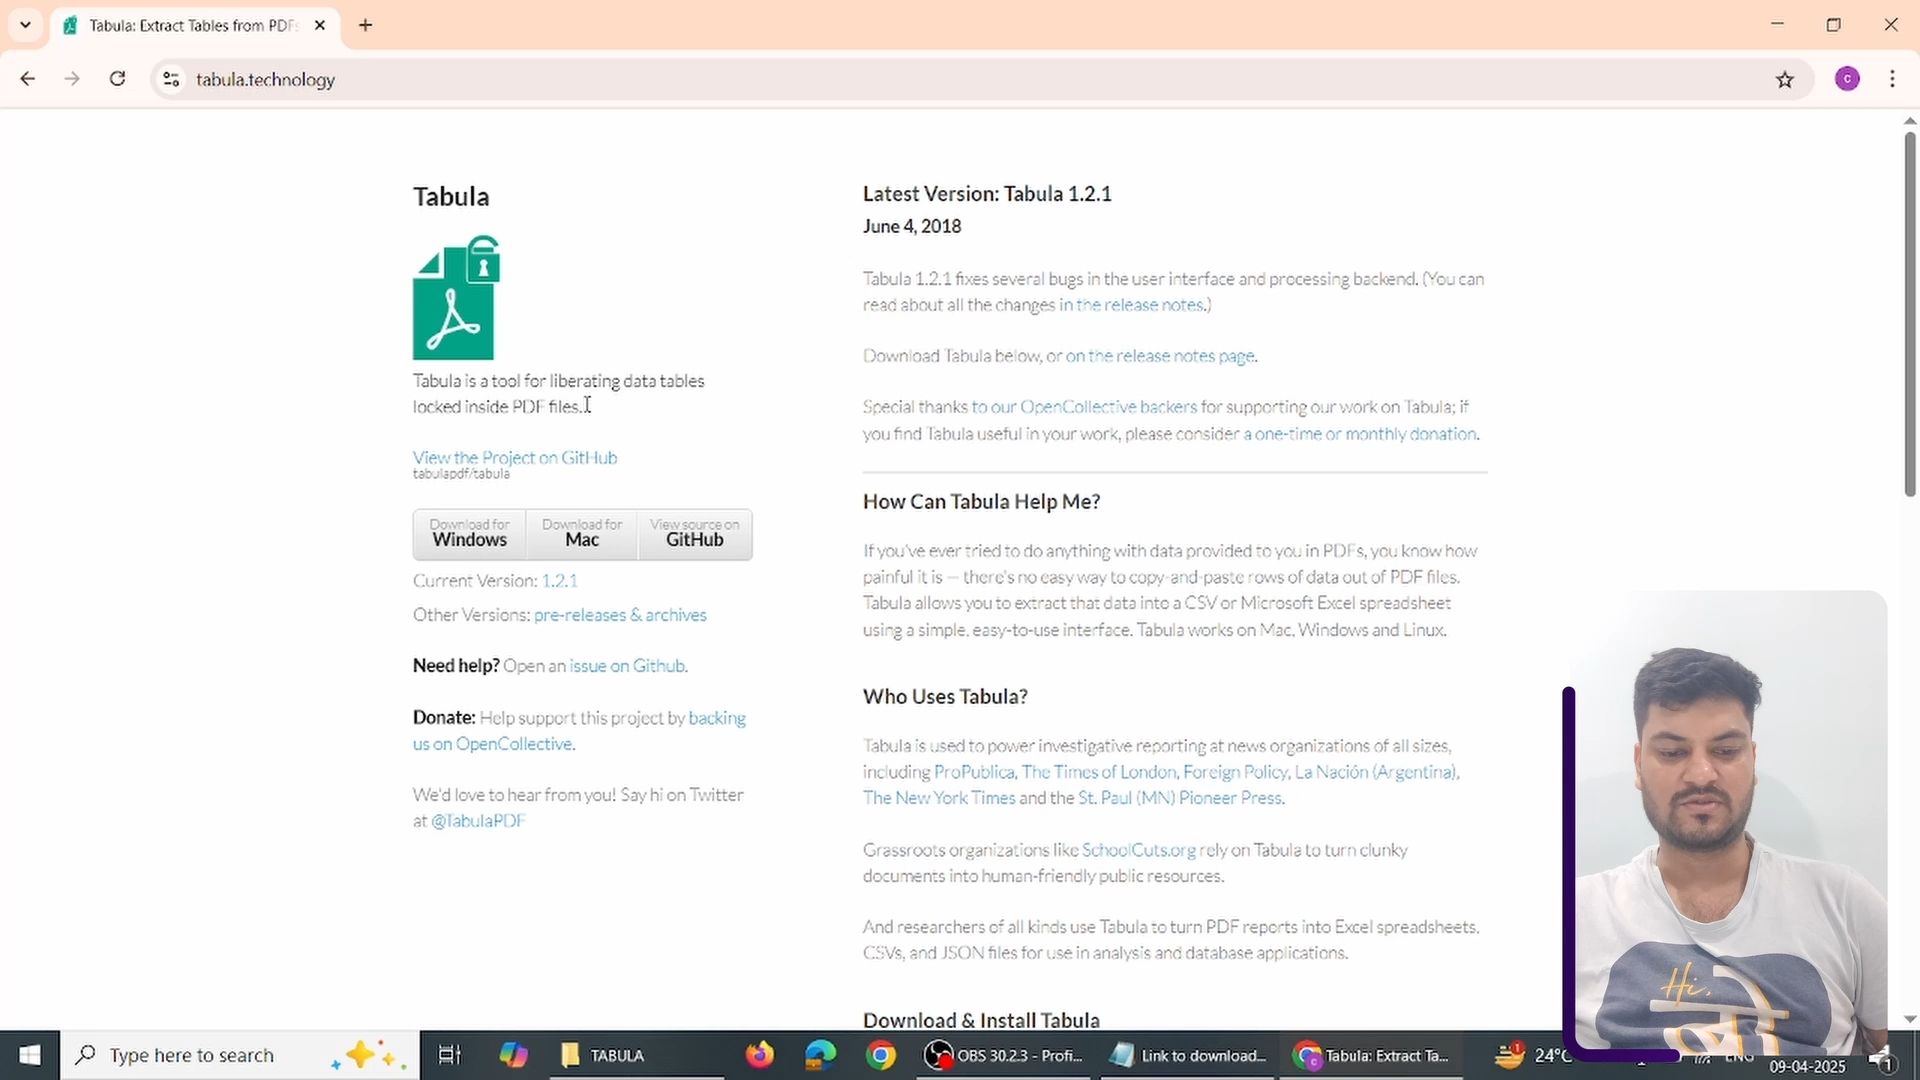 Tabula: Extract Tables from PDF
tabula.technology
C
Tabula
Tabula is a tool for liberating data tables
locked inside PDF files.
View the Project on GitHub
tabulapdf/tabula
Download for
Windows
Download for
Mac
View source on
GitHub
Current Version: 1.2.1
Other Versions: pre-releases & archives
Need help? Open an issue on Github.
Donate: Help support this project by backing
us on OpenCollective.
We'd love to hear from you! Say hi on Twitter
at @TabulaPDF
Latest Version: Tabula 1.2.1
June 4, 2018
Tabula 1.2.1 fixes several bugs in the user interface and processing backend. (You can
read about all the changes in the release notes.)
Download Tabula below, or on the release notes page.
Special thanks to our OpenCollective backers for supporting our work on Tabula; if
you find Tabula useful in your work, please consider a one-time or monthly donation.
How Can Tabula Help Me?
If you've ever tried to do anything with data provided to you in PDFs, you know how
painful it is — there's no easy way to copy-and-paste rows of data out of PDF files.
Tabula allows you to extract that data into a CSV or Microsoft Excel spreadsheet
using a simple, easy-to-use interface. Tabula works on Mac, Windows and Linux.
Who Uses Tabula?
Tabula is used to power investigative reporting at news organizations of all sizes,
including ProPublica, The Times of London, Foreign Policy, La Nación (Argentina),
The New York Times and the St. Paul (MN) Pioneer Press.
Grassroots organizations like SchoolCuts.org rely on Tabula to turn clunky
documents into human-friendly public resources.
And researchers of all kinds use Tabula to turn PDF reports into Excel spreadsheets,
CSVs, and JSON files for use in analysis and database applications.
Download & Install Tabula
Hi,
Type here to search
TABULA
OBS 30.2.3 - Profi...
Link to download...
Tabula: Extract Ta...
1
24°C
ENG
09-04-2025
1